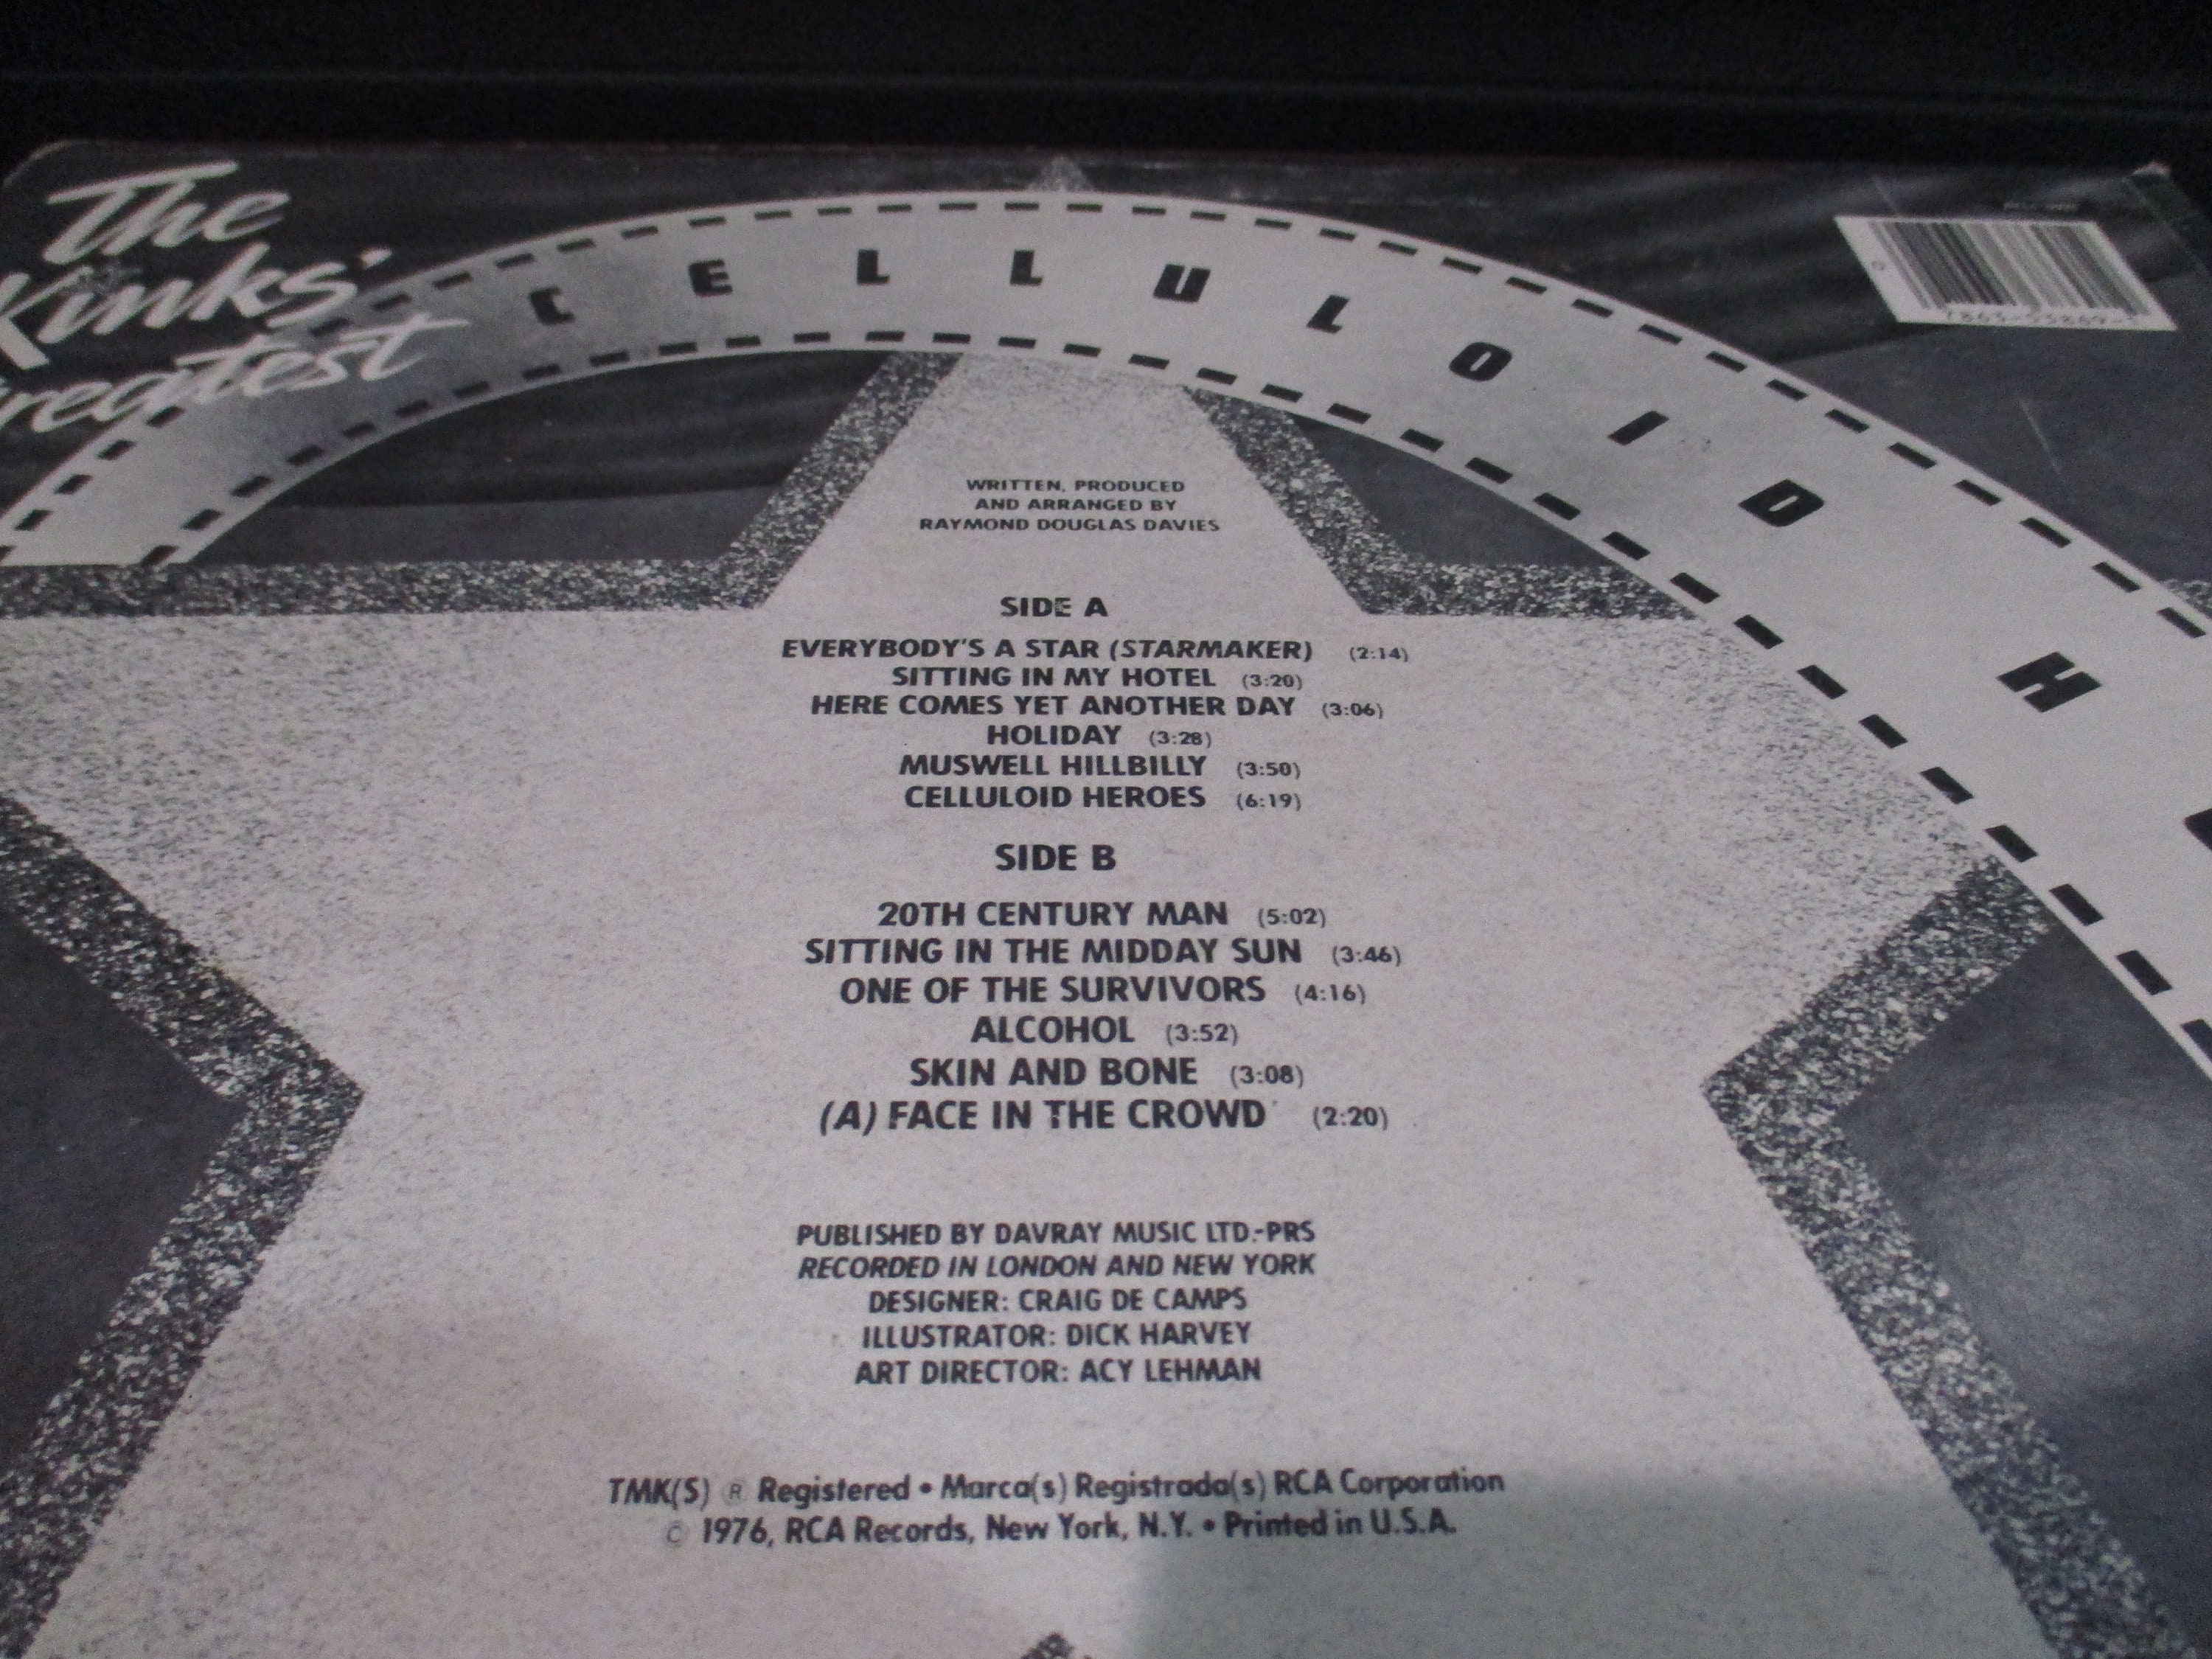 The
Kinks'
Greatest
CELLULOID H
WRITTEN, PRODUCED
AND ARRANGED BY
RAYMOND DOUGLAS DAVIES
SIDE A
EVERYBODY'S A STAR (STARMAKER) (2:14)
SITTING IN MY HOTEL (3:20)
HERE COMES YET ANOTHER DAY (3:06)
HOLIDAY (3:28)
MUSWELL HILLBILLY (3:50)
CELLULOID HEROES (6:19)
SIDE B
20TH CENTURY MAN (5:02)
SITTING IN THE MIDDAY SUN (3:46)
ONE OF THE SURVIVORS (4:16)
ALCOHOL (3:52)
SKIN AND BONE (3:08)
(A) FACE IN THE CROWD (2:20)
PUBLISHED BY DAVRAY MUSIC LTD.-PRS
RECORDED IN LONDON AND NEW YORK
DESIGNER: CRAIG DE CAMPS
ILLUSTRATOR: DICK HARVEY
ART DIRECTOR: ACY LEHMAN
TMK(S) ® Registered • Marca(s) Registrada(s) RCA Corporation
© 1976, RCA Records, New York, N.Y. • Printed in U.S.A.